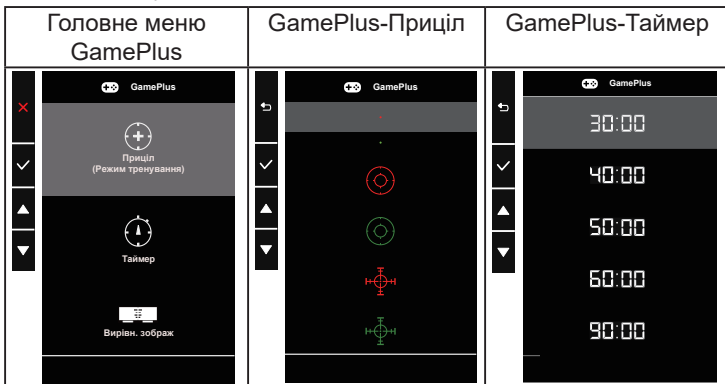 Головне меню
GamePlus
GamePlus-Приціл
GamePlus-Таймер
GamePlus
Приціл
(Режим тренування)
Таймер
Вирівн. зображ
GamePlus
GamePlus
30:00
40:00
50:00
60:00
90:00